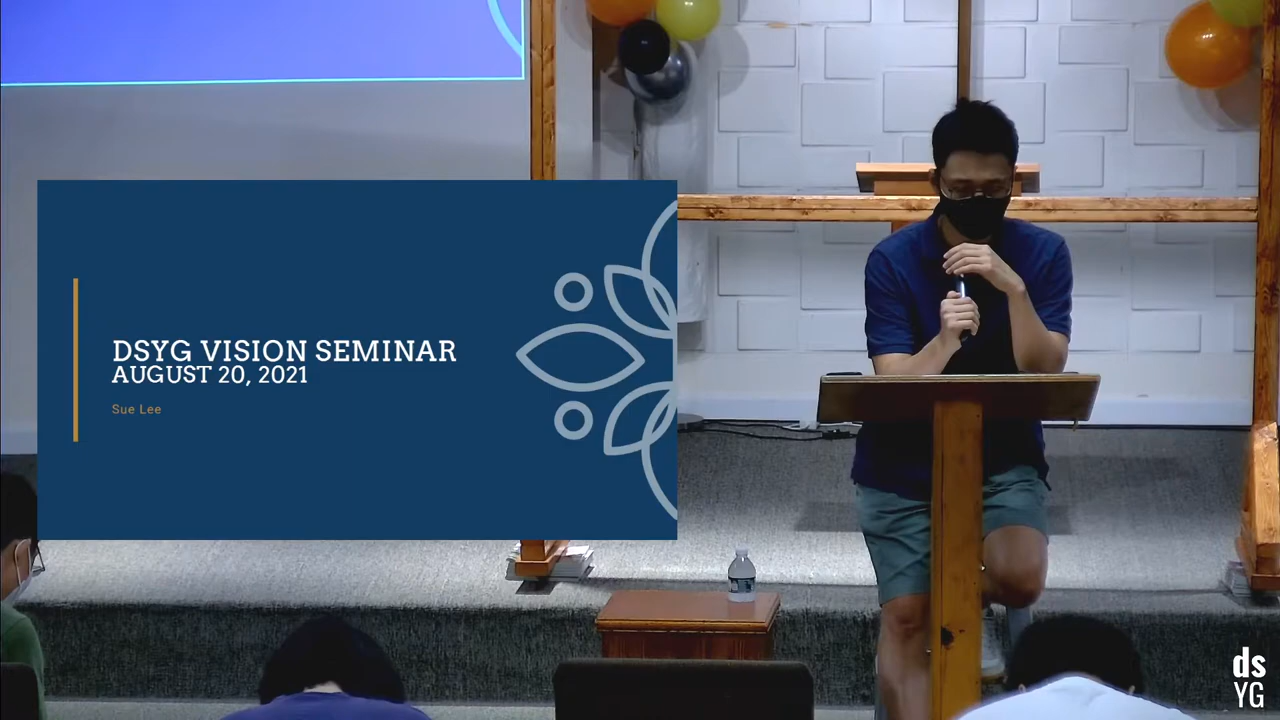 DSYG VISION SEMINAR
AUGUST 20, 2021
Sue Lee
ds
YG